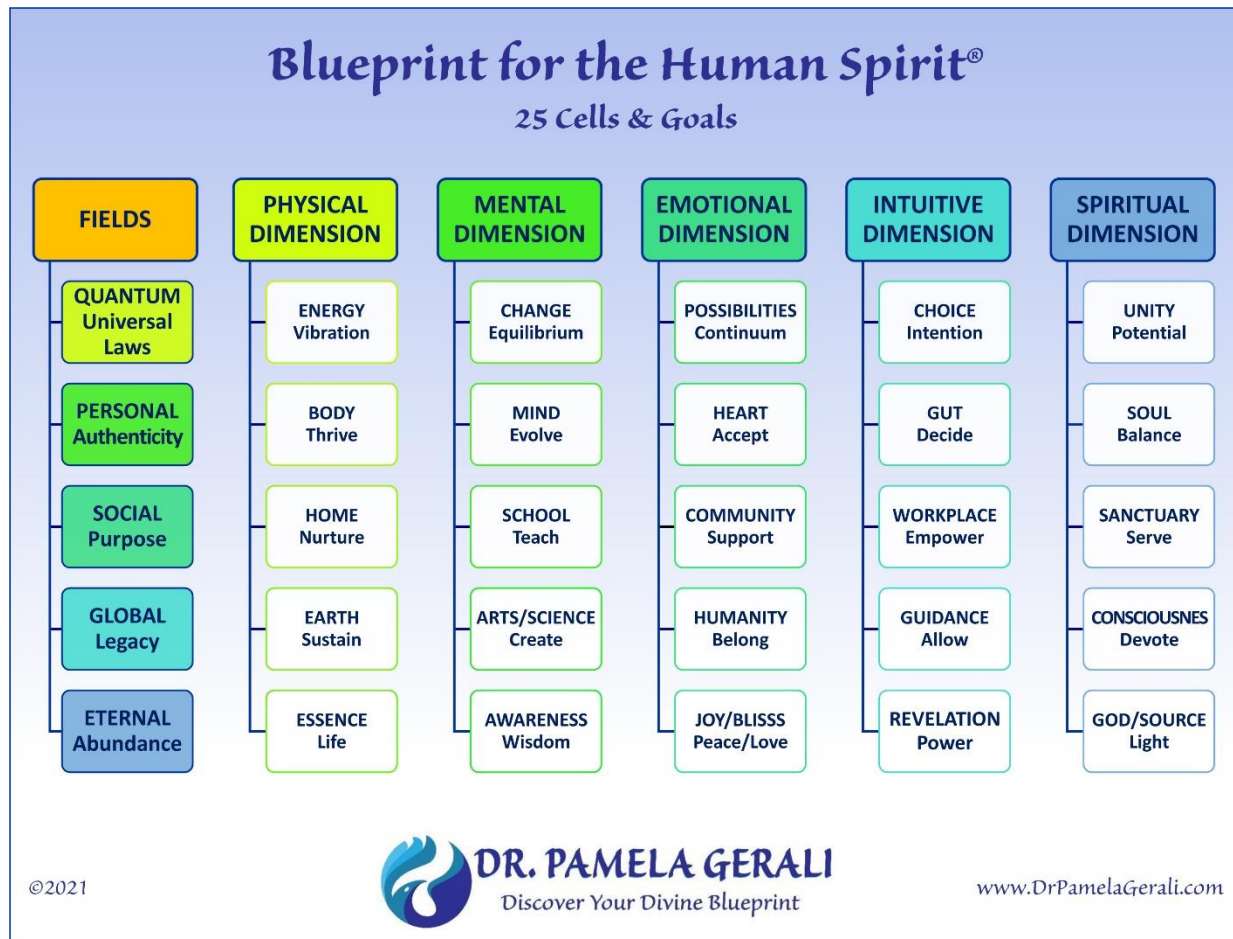 Blueprint for the Human Spirit®
25 Cells & Goals
FIELDS
QUANTUM
Universal
Laws
PERSONAL
Authenticity
SOCIAL
Purpose
GLOBAL
Legacy
ETERNAL
Abundance
PHYSICAL
DIMENSION
ENERGY
Vibration
BODY
Thrive
HOME
Nurture
EARTH
Sustain
ESSENCE
Life
MENTAL
DIMENSION
CHANGE
Equilibrium
MIND
Evolve
SCHOOL
Teach
ARTS/SCIENCE
Create
AWARENESS
Wisdom
EMOTIONAL
DIMENSION
POSSIBILITIES
Continuum
HEART
Accept
COMMUNITY
Support
HUMANITY
Belong
JOY/BLISSS
Peace/Love
INTUITIVE
DIMENSION
CHOICE
Intention
GUT
Decide
WORKPLACE
Empower
GUIDANCE
Allow
REVELATION
Power
SPIRITUAL
DIMENSION
UNITY
Potential
SOUL
Balance
SANCTUARY
Serve
CONSCIOUSNES
Devote
GOD/SOURCE
Light
©2021
DR. PAMELA GERALI
Discover Your Divine Blueprint
www.DrPamelaGerali.com